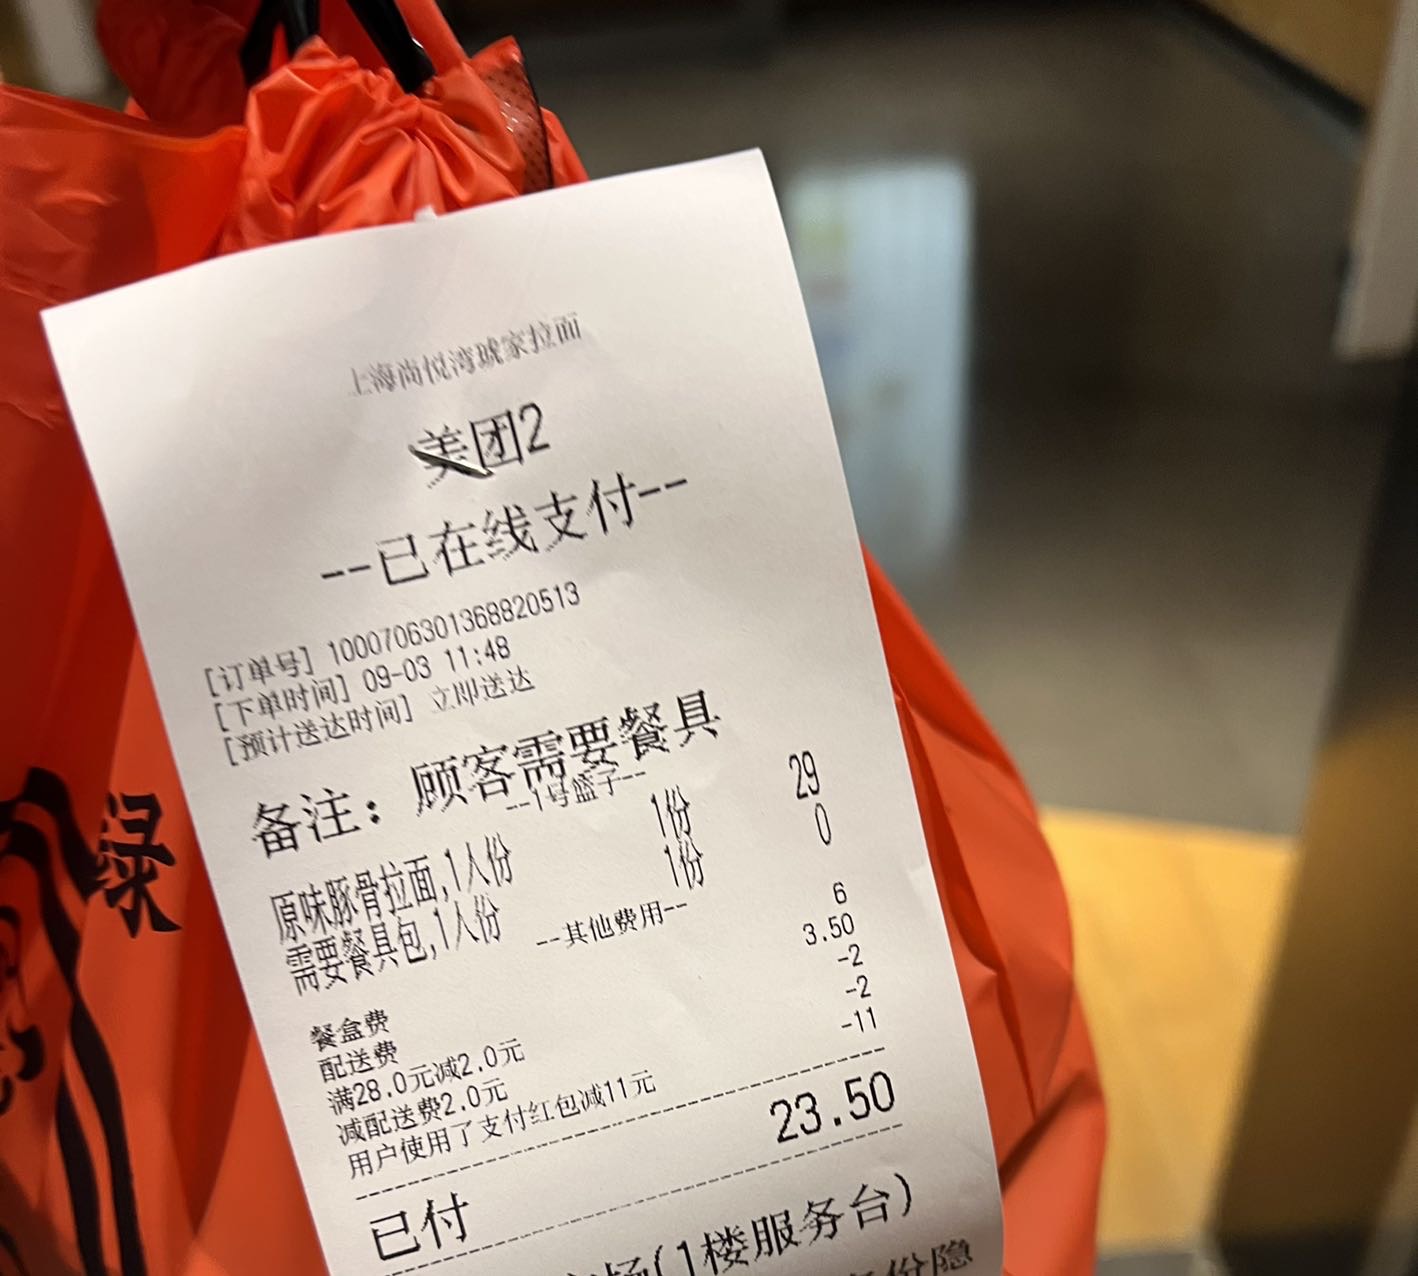 上海尚悦湾琥家拉面
美团2
--已在线支付--
[订单号] 1000706301368820513
[下单时间] 09-03 11:48
[预计送达时间] 立即送达
备注：顾客需要餐具
--1号篮子--
原味豚骨拉面,1人份 1份 29
需要餐具包,1人份 1份 0
--其他费用--
餐盒费 6
配送费 3.50
满28.0元减2.0元 -2
减配送费2.0元 -2
用户使用了支付红包减11元 -11
已付 23.50
场(1楼服务台)
份隐
绿